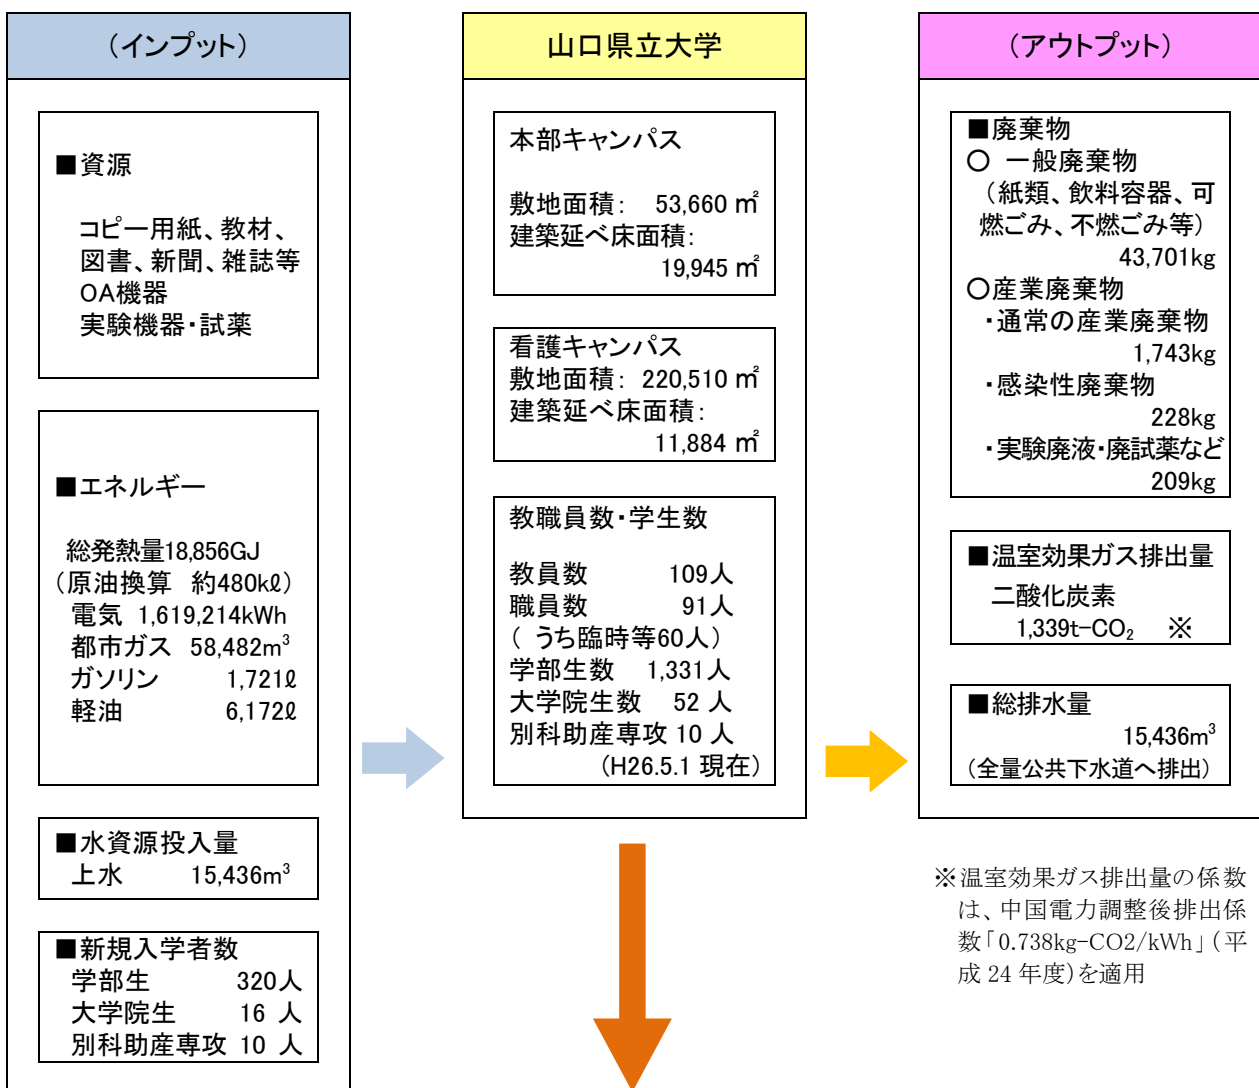 (インプット)
■資源
コピー用紙、教材、
図書、新聞、雑誌等
OA機器
実験機器・試薬
■エネルギー
総発熱量18,856GJ
(原油換算 約480kℓ)
電気 1,619,214kWh
都市ガス 58,482m³
ガソリン 1,721ℓ
軽油 6,172ℓ
■水資源投入量
上水 15,436m³
■新規入学者数
学部生 320人
大学院生 16 人
別科助産専攻 10 人
山口県立大学
本部キャンパス
敷地面積: 53,660 ㎡
建築延べ床面積:
19,945 ㎡
看護キャンパス
敷地面積: 220,510 ㎡
建築延べ床面積:
11,884 ㎡
教職員数・学生数
教員数 109人
職員数 91人
( うち臨時等60人)
学部生数 1,331人
大学院生数 52 人
別科助産専攻 10 人
(H26.5.1 現在)
(アウトプット)
■廃棄物
○ 一般廃棄物
(紙類、飲料容器、可
燃ごみ、不燃ごみ等)
43,701kg
○産業廃棄物
・通常の産業廃棄物
1,743kg
・感染性廃棄物
228kg
・実験廃液・廃試薬など
209kg
■温室効果ガス排出量
二酸化炭素
1,339t-CO₂ ※
■総排水量
15,436m³
(全量公共下水道へ排出)
※温室効果ガス排出量の係数
は、中国電力調整後排出係
数「0.738kg-CO2/kWh」(平
成 24 年度)を適用